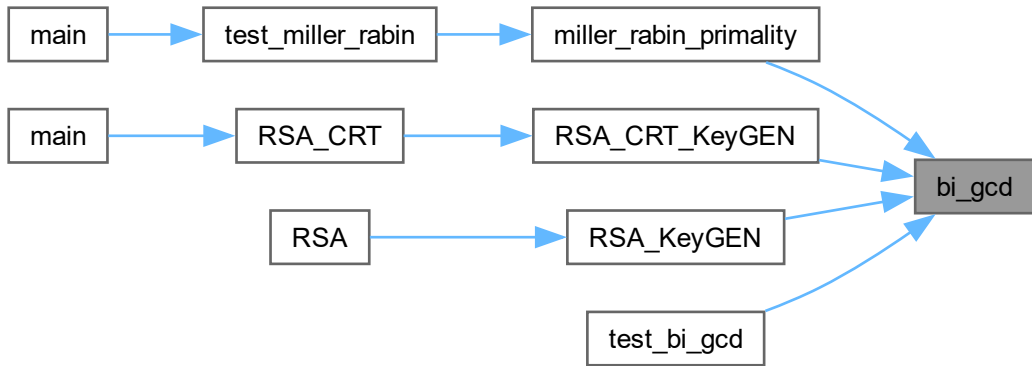 main
test_miller_rabin
miller_rabin_primality
main
RSA_CRT
RSA_CRT_KeyGEN
bi_gcd
RSA
RSA_KeyGEN
test_bi_gcd